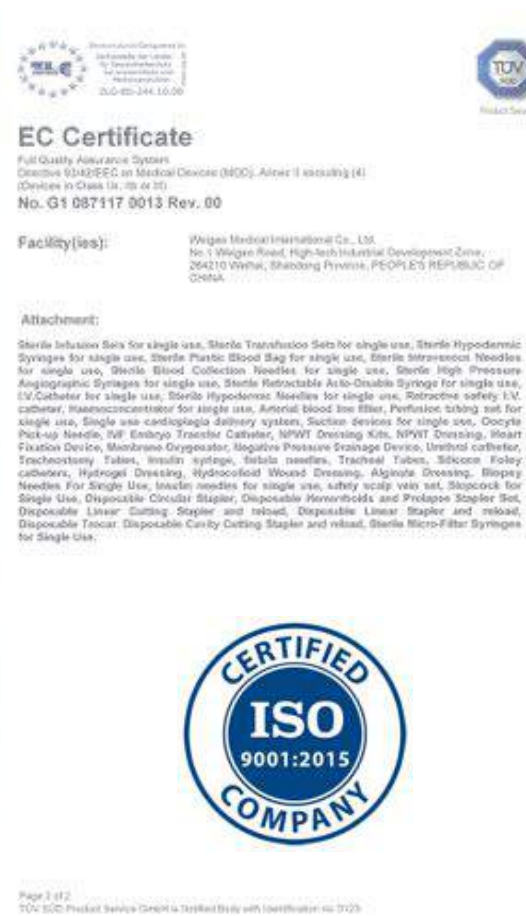 ZLG-BS-244.10.08
TÜV
SÜD
Product Serv
EC Certificate
Full Quality Assurance System
Directive 93/42/EEC on Medical Devices (MDD), Annex II excluding (4)
(Devices in Class IIa, IIb or III)
No. G1 087117 0013 Rev. 00
Facility(ies):
Weigao Medical International Co., Ltd.
No.1 Weigao Road, High-tech Industrial Development Zone,
264210 Weihai, Shandong Province, PEOPLE'S REPUBLIC OF
CHINA
Attachment:
Sterile Infusion Sets for single use, Sterile Transfusion Sets for single use, Sterile Hypodermic
Syringes for single use, Sterile Plastic Blood Bag for single use, Sterile Intravenous Needles
for single use, Sterile Blood Collection Needles for single use, Sterile High Pressure
Angiographic Syringes for single use, Sterile Retractable Auto-Disable Syringe for single use,
I.V.Catheter for single use, Sterile Hypodermic Needles for single use, Retractive safety I.V.
catheter, Haemoconcentrator for single use, Arterial blood line filter, Perfusion tubing set for
single use, Single use cardioplegia delivery system, Suction devices for single use, Oocyte
Pick-up Needle, IVF Embryo Transfer Catheter, NPWT Dressing Kits, NPWT Dressing, Heart
Fixation Device, Membrane Oxygenator, Negative Pressure Drainage Device, Urethral catheter,
Tracheostomy Tubes, Insulin syringe, fistula needles, Tracheal Tubes, Silicone Foley
catheters, Hydrogel Dressing, Hydrocolloid Wound Dressing, Alginate Dressing, Biopsy
Needles For Single Use, Insulin needles for single use, safety scalp vein set, Stopcock for
Single Use, Disposable Circular Stapler, Disposable Hemorrhoids and Prolapse Stapler Set,
Disposable Linear Cutting Stapler and reload, Disposable Linear Stapler and reload,
Disposable Trocar. Disposable Cavity Cutting Stapler and reload, Sterile Micro-Filter Syringes
for Single Use.
CERTIFIED
ISO
9001:2015
COMPANY
Page 2 of 2
TÜV SÜD Product Service GmbH is Notified Body with identification no. 0123